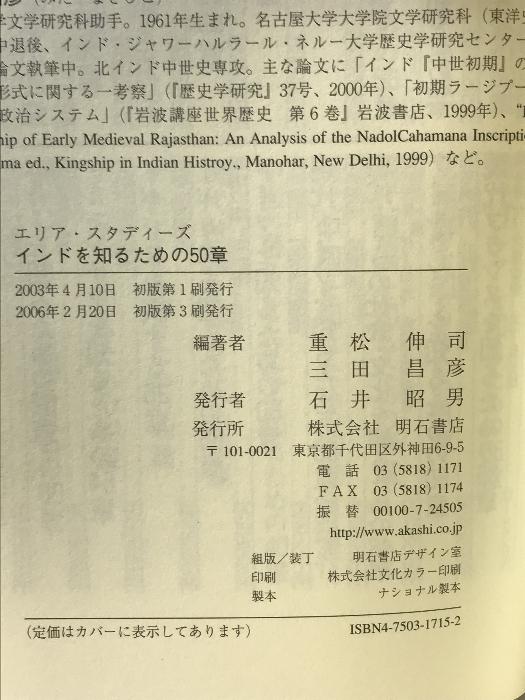 学文学研究科助手。1961年生まれ。名古屋大学大学院文学研究科（東洋
中退後、インド・ジャワーハルラール・ネルー大学歴史学研究センター
論文執筆中。北インド中世史専攻。主な論文に「インド『中世初期』の
形式に関する一考察」（『歴史学研究』37号、2000年）、「初期ラージプー
政治システム」（『岩波講座世界歴史 第6巻』岩波書店、1999年）、
hip of Early Medieval Rajasthan: An Analysis of the NadolCahamana Inscripti
ma ed., Kingship in Indian Histroy., Manohar, New Delhi, 1999）など。
エリア・スタディーズ
インドを知るための50章
2003年4月10日 初版第1刷発行
2006年2月20日 初版第3刷発行
編著者 重松 伸司
三田 昌彦
発行者 石井 昭男
発行所 株式会社 明石書店
〒101-0021 東京都千代田区外神田6-9-5
電話 03（5818）1171
FAX 03（5818）1174
振替 00100-7-24505
http://www.akashi.co.jp
組版／装丁 明石書店デザイン室
印刷 株式会社文化カラー印刷
製本 ナショナル製本
（定価はカバーに表示してあります） ISBN4-7503-1715-2